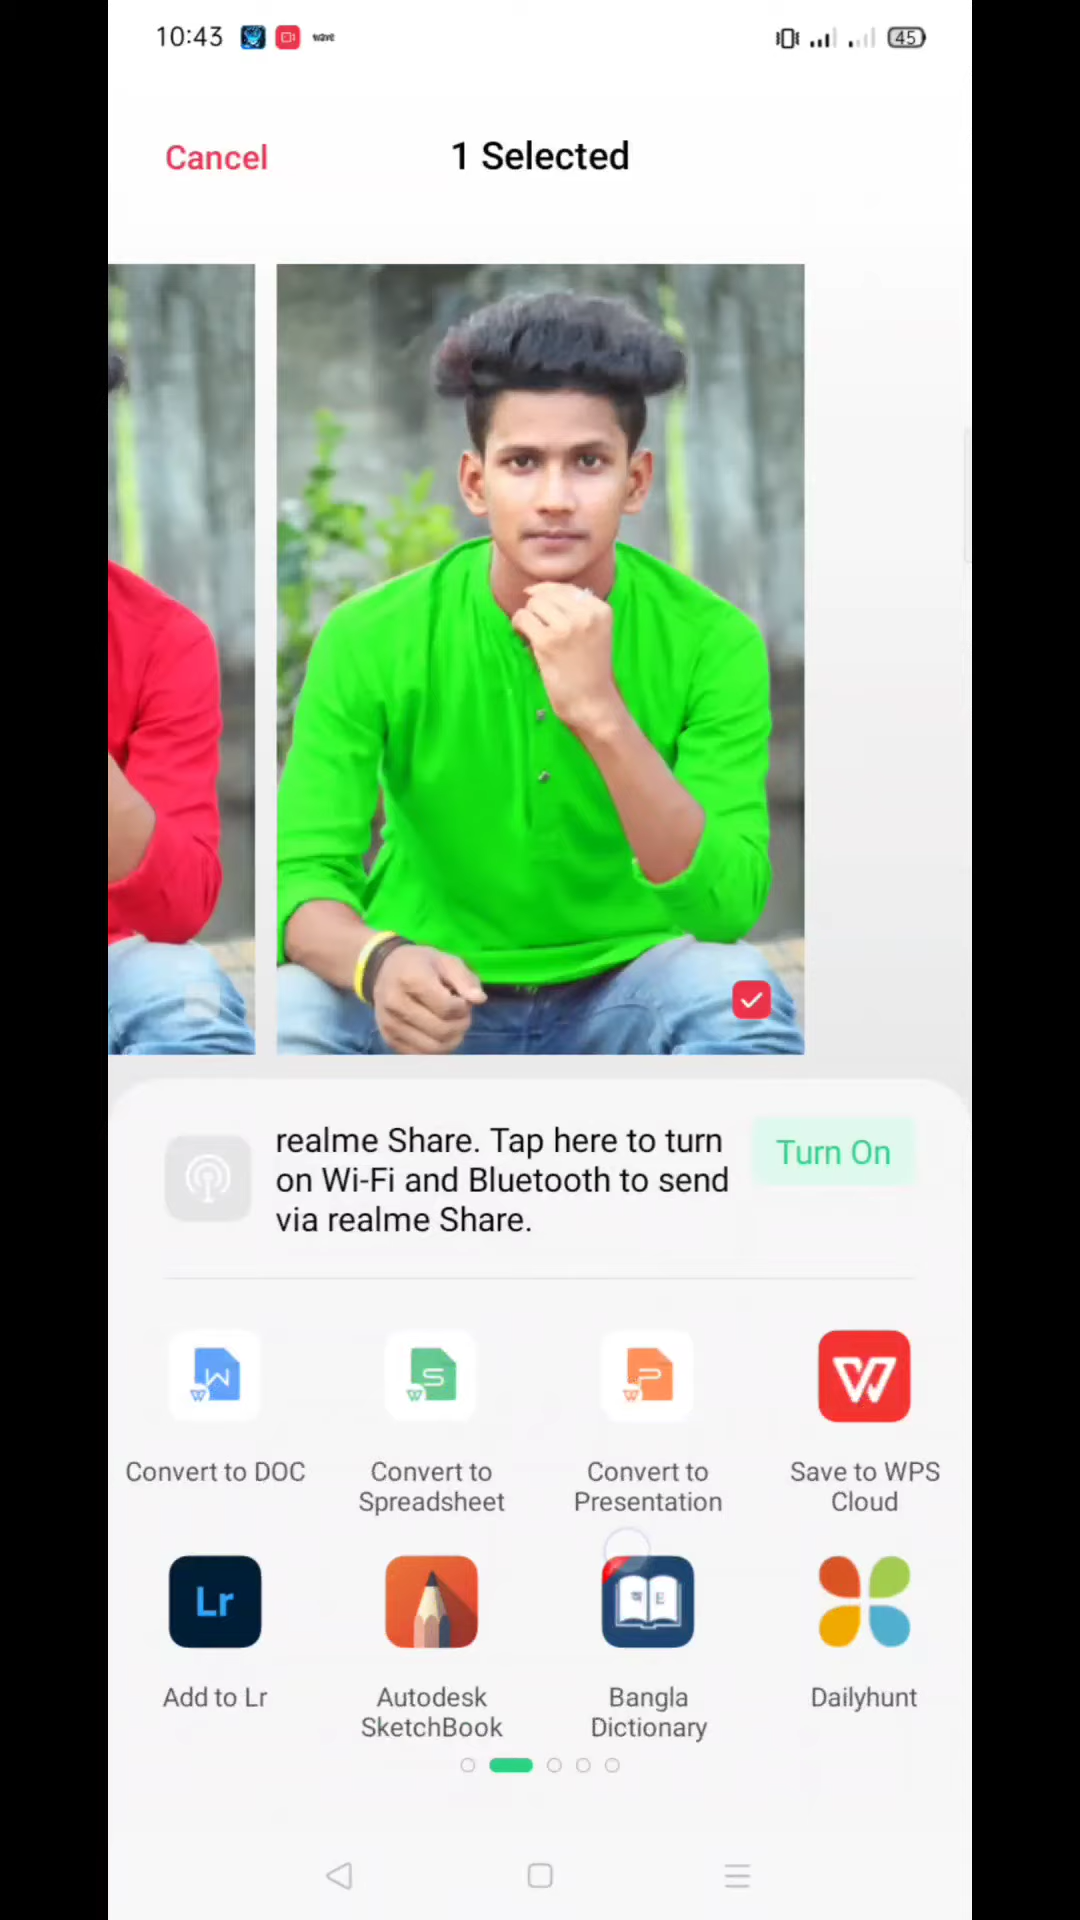 10:43 wave 45
Cancel 1 Selected
realme Share. Tap here to turn
on Wi-Fi and Bluetooth to send
via realme Share.
Turn On
W S P W
Convert to DOC
Convert to
Spreadsheet
Convert to
Presentation
Save to WPS
Cloud
Lr
অ E
Add to Lr
Autodesk
SketchBook
Bangla
Dictionary
Dailyhunt